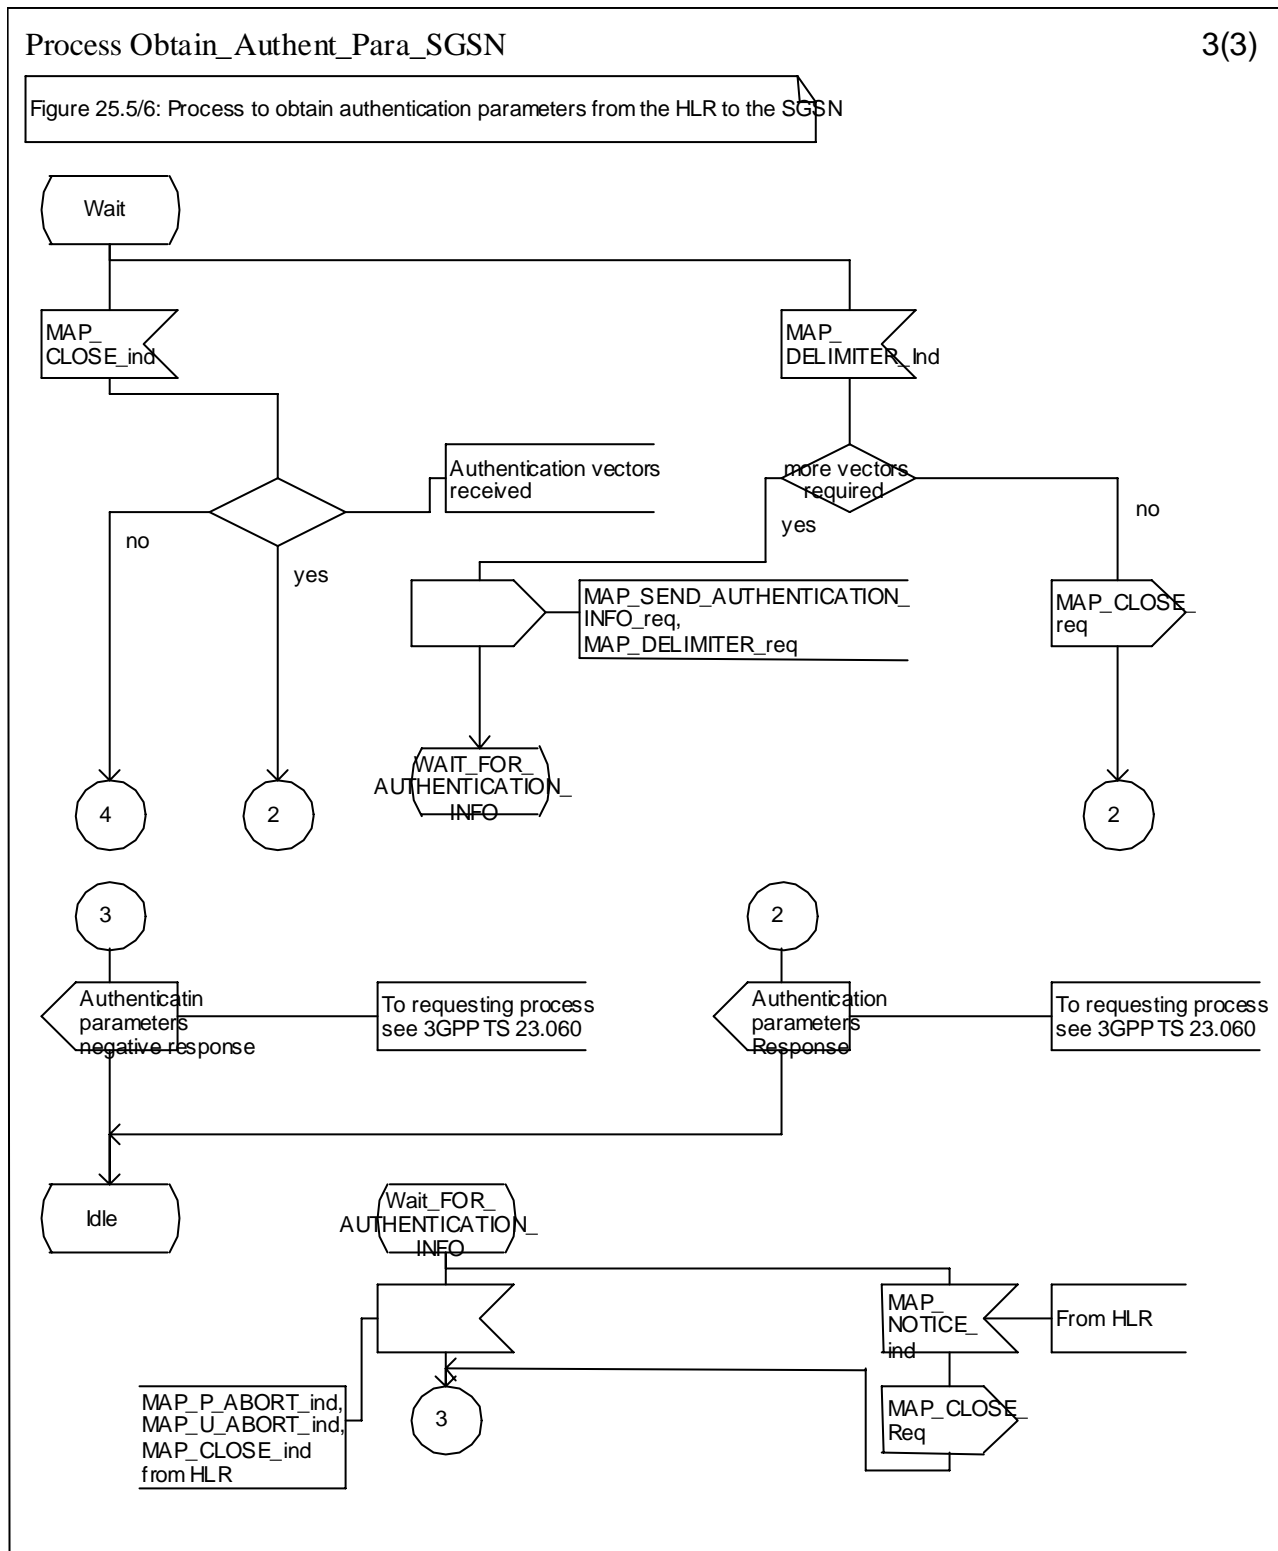 Process Obtain_Authent_Para_SGSN
3(3)
Figure 25.5/6: Process to obtain authentication parameters from the HLR to the SGSN
Wait
MAP_
CLOSE_ind
MAP_
DELIMITER_Ind
Authentication vectors
received
more vectors
required
no
yes
yes
no
MAP_SEND_AUTHENTICATION_
INFO_req,
MAP_DELIMITER_req
MAP_CLOSE_
req
WAIT_FOR_
AUTHENTICATION_
INFO
4
2
2
3
2
Authenticatin
parameters
negative response
To requesting process
see 3GPP TS 23.060
Authentication
parameters
Response
To requesting process
see 3GPP TS 23.060
Idle
Wait_FOR_
AUTHENTICATION_
INFO
MAP_
NOTICE_
ind
From HLR
MAP_P_ABORT_ind,
MAP_U_ABORT_ind,
MAP_CLOSE_ind
from HLR
3
MAP_CLOSE_
Req